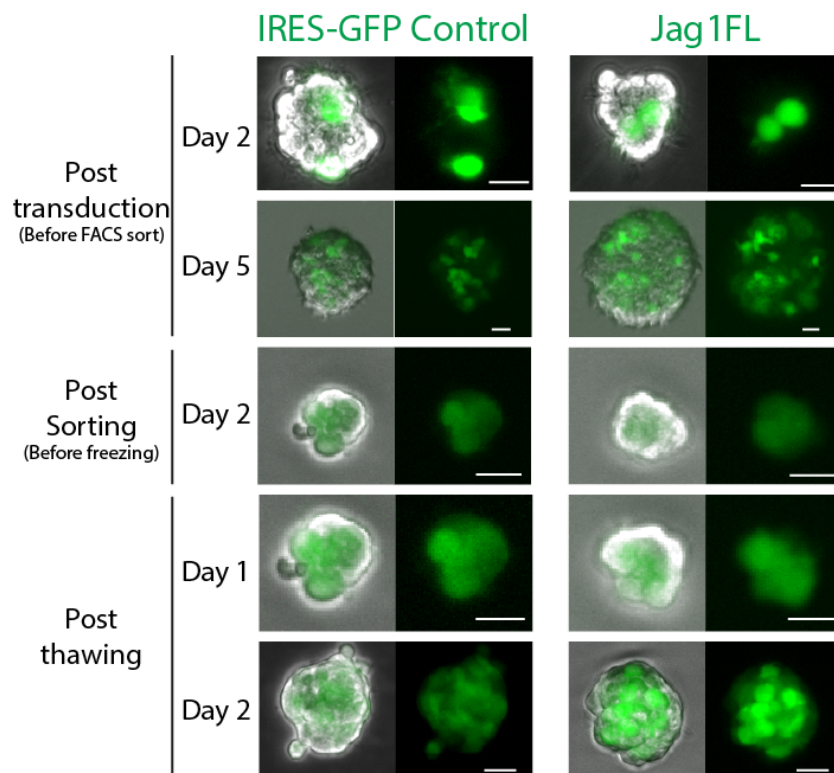 IRES-GFP Control
Jag1FL
Post
transduction
(Before FACS sort)
Day 2
Day 5
Post
Sorting
(Before freezing)
Day 2
Post
thawing
Day 1
Day 2